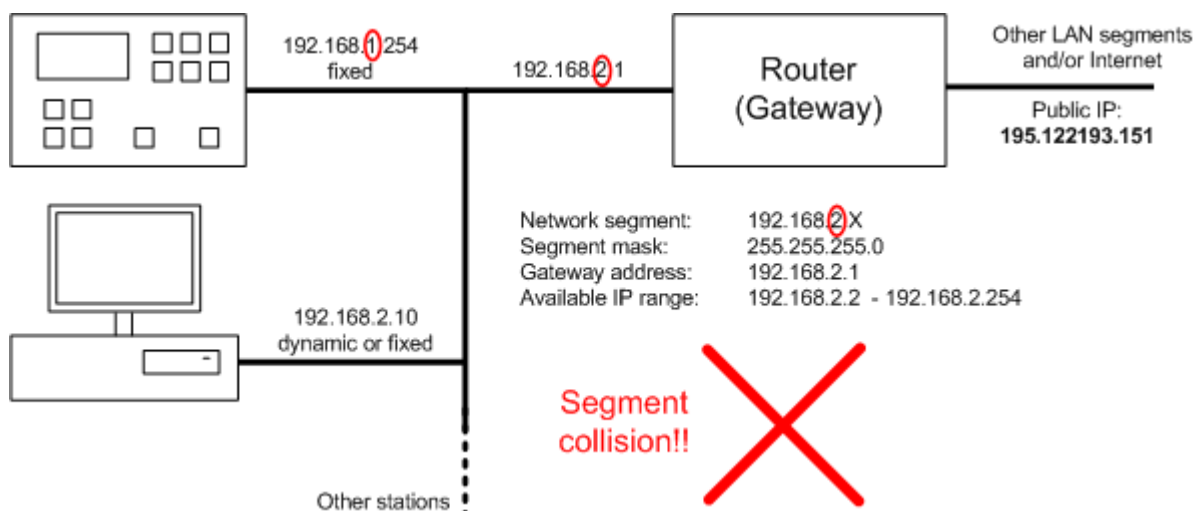 192.168.1.254
fixed
192.168.2.1
Router
(Gateway)
Other LAN segments
and/or Internet
Public IP:
195.122193.151
Network segment: 192.168.2.X
Segment mask: 255.255.255.0
Gateway address: 192.168.2.1
Available IP range: 192.168.2.2 - 192.168.2.254
192.168.2.10
dynamic or fixed
Segment
collision!!
Other stations